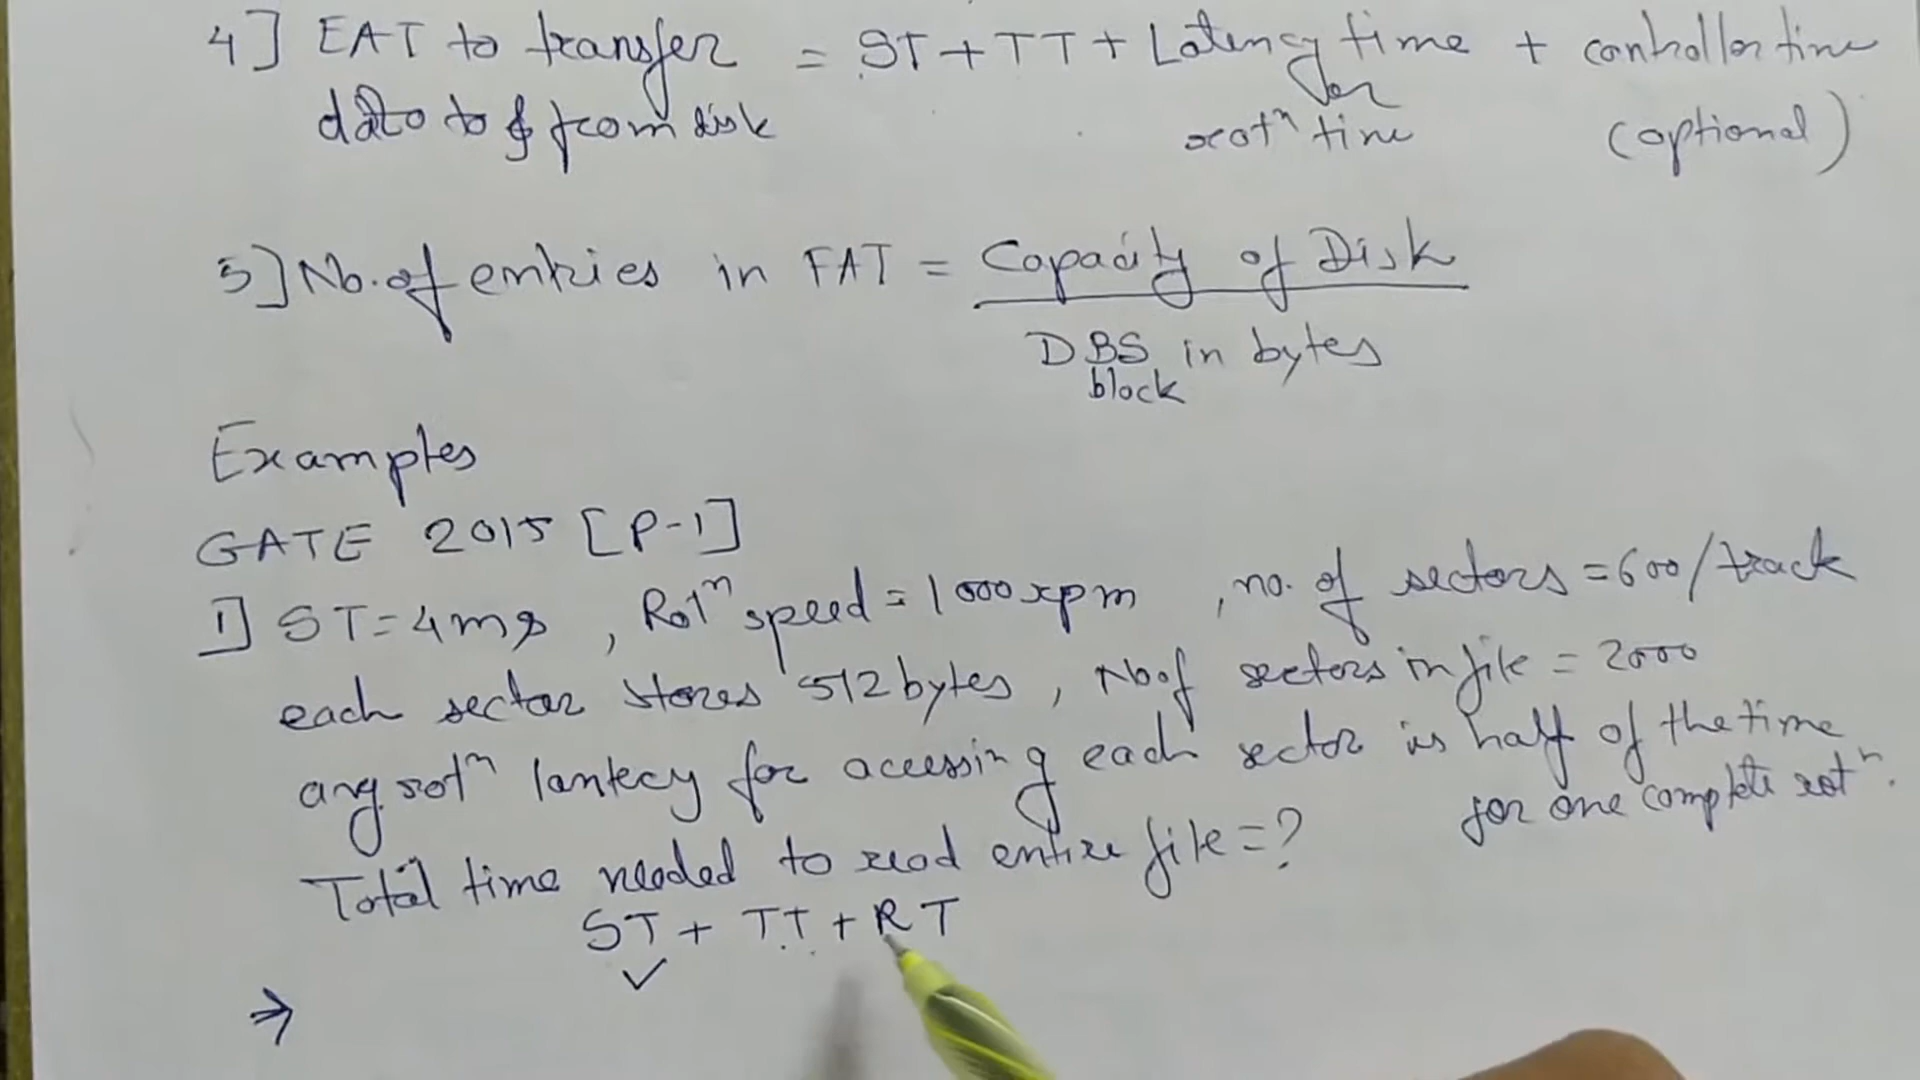 4] EAT to transfer = ST + TT + Latency time + controller time
data to & from disk or rotⁿ time (optional)
5] No. of entries in FAT = Capacity of Disk
DBS in bytes
block
Examples
GATE 2015 [P-1]
1] ST = 4ms , Rotⁿ speed = 1000 rpm , no. of sectors = 600/track
each sector stores 512 bytes , No of sectors in file = 2000
avg rotⁿ lantecy for accessing each sector is half of the time
for one complete rotⁿ.
Total time needed to read entire file = ?
ST + TT + RT
✓
⇒